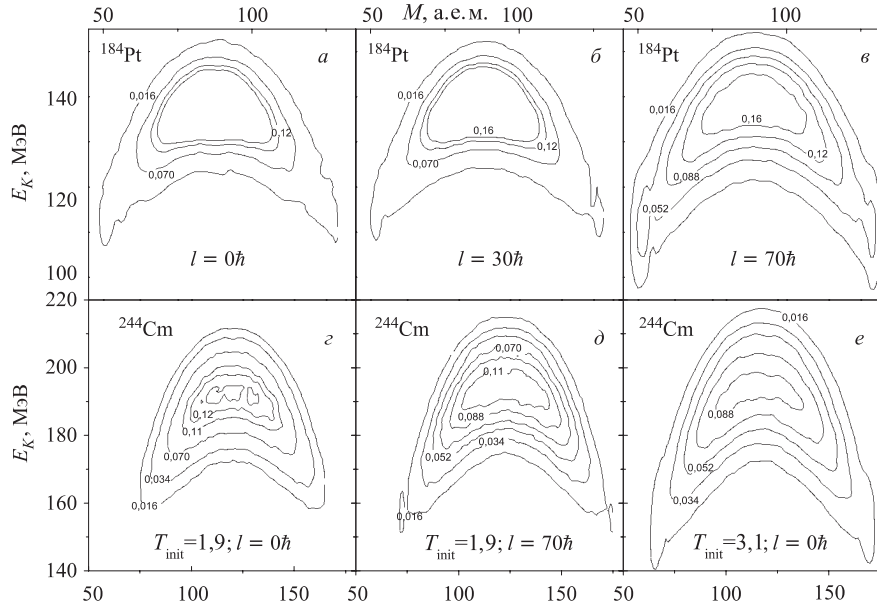 50 100 50 M, а.е.м. 100 50 100
¹⁸⁴Pt а ¹⁸⁴Pt б ¹⁸⁴Pt в
0,016 0,016 0,016
140
0,12 0,16 0,16
0,12 0,12
E_K, МэВ
0,070 0,070 0,088
120
0,052
l = 0ħ l = 30ħ l = 70ħ
100
220
²⁴⁴Cm г ²⁴⁴Cm д ²⁴⁴Cm е
0,016
0,070
200
0,11
E_K, МэВ
0,12 0,088 0,088
0,11
180
0,070 0,034
0,052 0,052
0,034 0,034
160
0,016 0,016
T_init=1,9; l = 0ħ T_init=1,9; l = 70ħ T_init=3,1; l = 0ħ
140
50 100 150 100 150 100 150